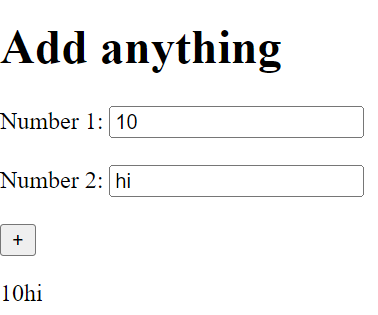 Add anything
Number 1: 10
Number 2: hi
+
10hi